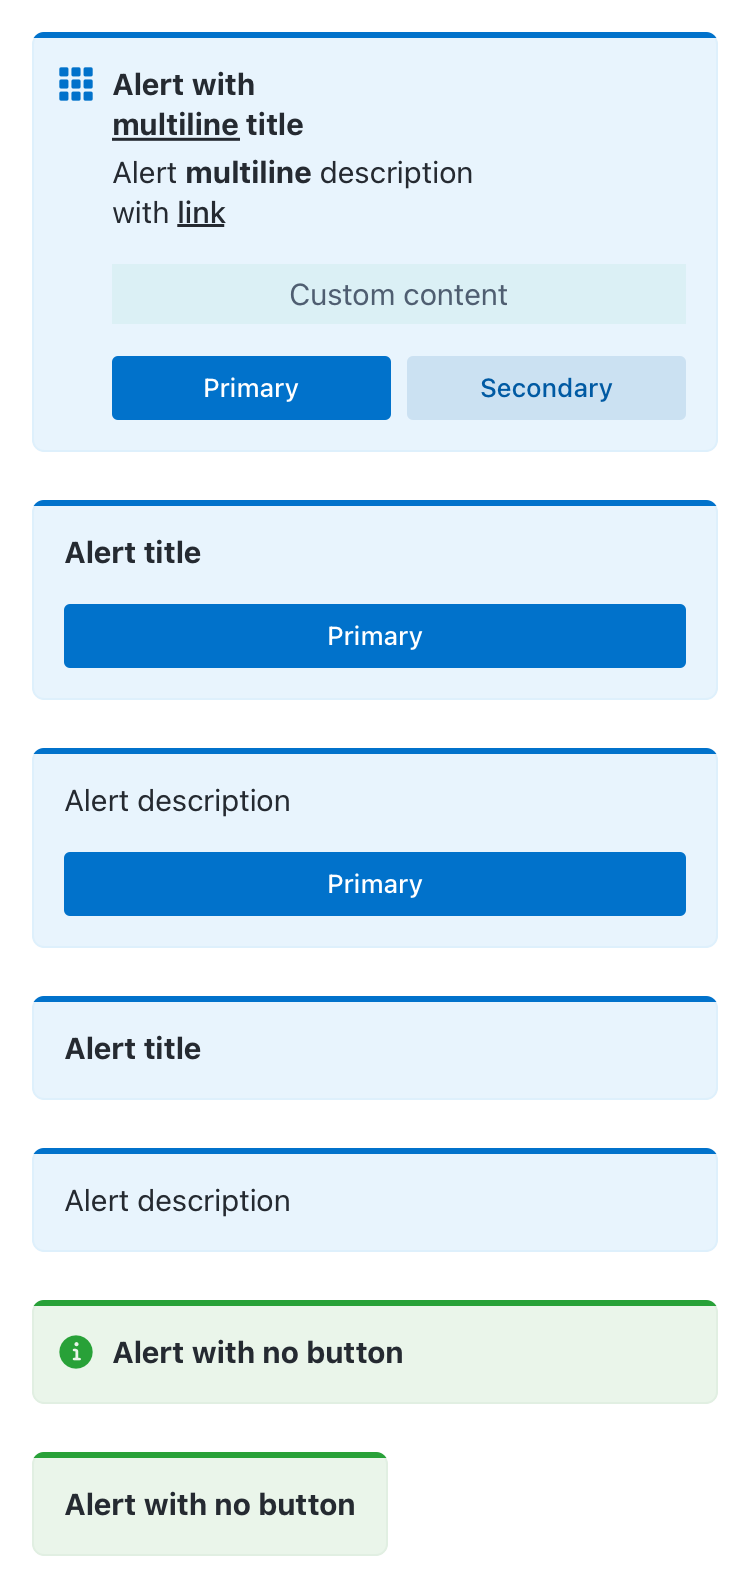 Alert with
multiline title
Alert multiline description
with link
Custom content
Primary
Secondary
Alert title
Primary
Alert description
Primary
Alert title
Alert description
Alert with no button
Alert with no button